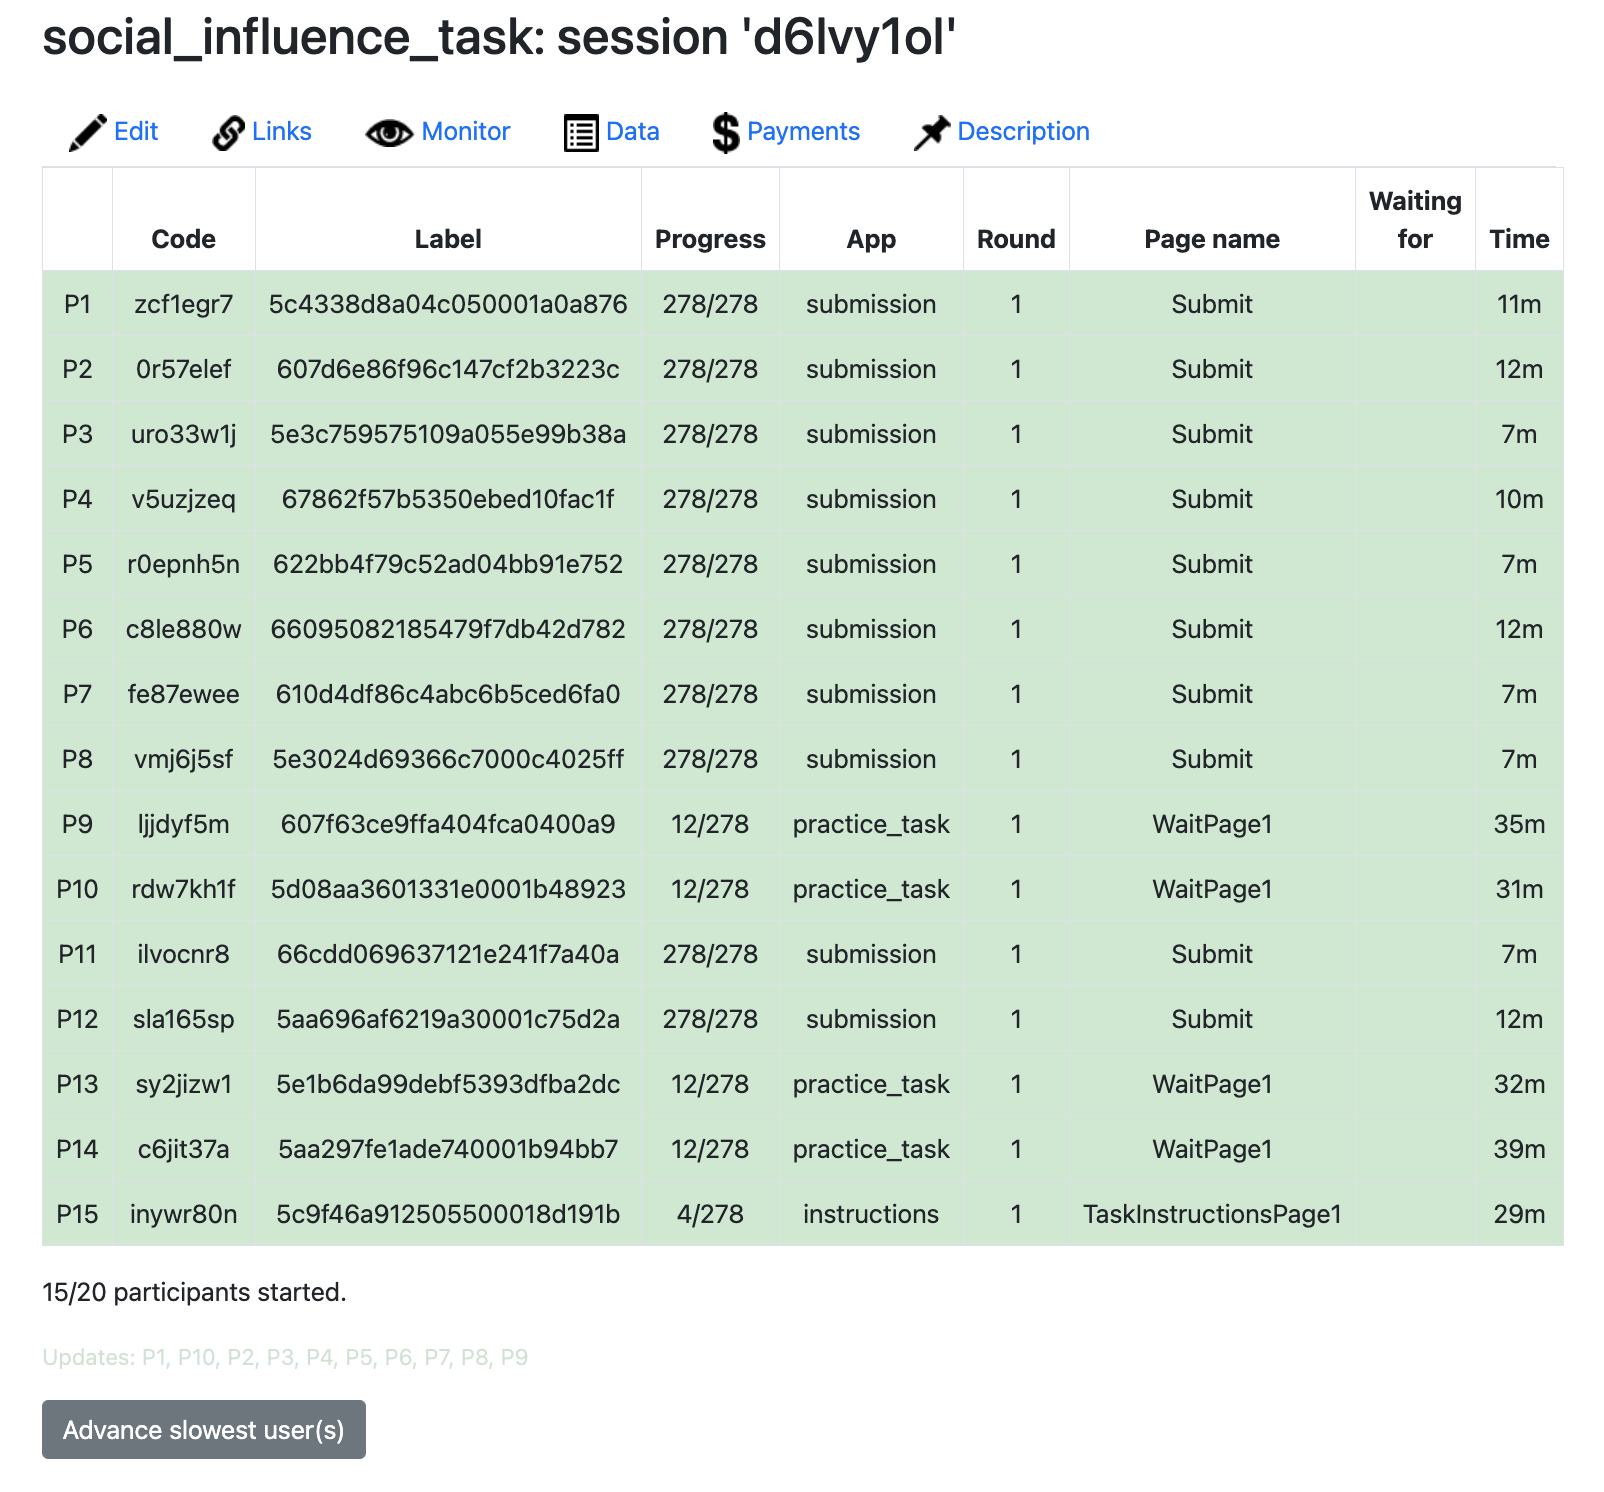 social_influence_task: session 'd6lvy1ol'
Edit Links Monitor Data Payments Description
Code Label Progress App Round Page name Waiting for Time
P1 zcf1egr7 5c4338d8a04c050001a0a876 278/278 submission 1 Submit 11m
P2 0r57elef 607d6e86f96c147cf2b3223c 278/278 submission 1 Submit 12m
P3 uro33w1j 5e3c759575109a055e99b38a 278/278 submission 1 Submit 7m
P4 v5uzjzeq 67862f57b5350ebed10fac1f 278/278 submission 1 Submit 10m
P5 r0epnh5n 622bb4f79c52ad04bb91e752 278/278 submission 1 Submit 7m
P6 c8le880w 66095082185479f7db42d782 278/278 submission 1 Submit 12m
P7 fe87ewee 610d4df86c4abc6b5ced6fa0 278/278 submission 1 Submit 7m
P8 vmj6j5sf 5e3024d69366c7000c4025ff 278/278 submission 1 Submit 7m
P9 ljjdyf5m 607f63ce9ffa404fca0400a9 12/278 practice_task 1 WaitPage1 35m
P10 rdw7kh1f 5d08aa3601331e0001b48923 12/278 practice_task 1 WaitPage1 31m
P11 ilvocnr8 66cdd069637121e241f7a40a 278/278 submission 1 Submit 7m
P12 sla165sp 5aa696af6219a30001c75d2a 278/278 submission 1 Submit 12m
P13 sy2jizw1 5e1b6da99debf5393dfba2dc 12/278 practice_task 1 WaitPage1 32m
P14 c6jit37a 5aa297fe1ade740001b94bb7 12/278 practice_task 1 WaitPage1 39m
P15 inywr80n 5c9f46a912505500018d191b 4/278 instructions 1 TaskInstructionsPage1 29m
15/20 participants started.
Updates: P1, P10, P2, P3, P4, P5, P6, P7, P8, P9
Advance slowest user(s)